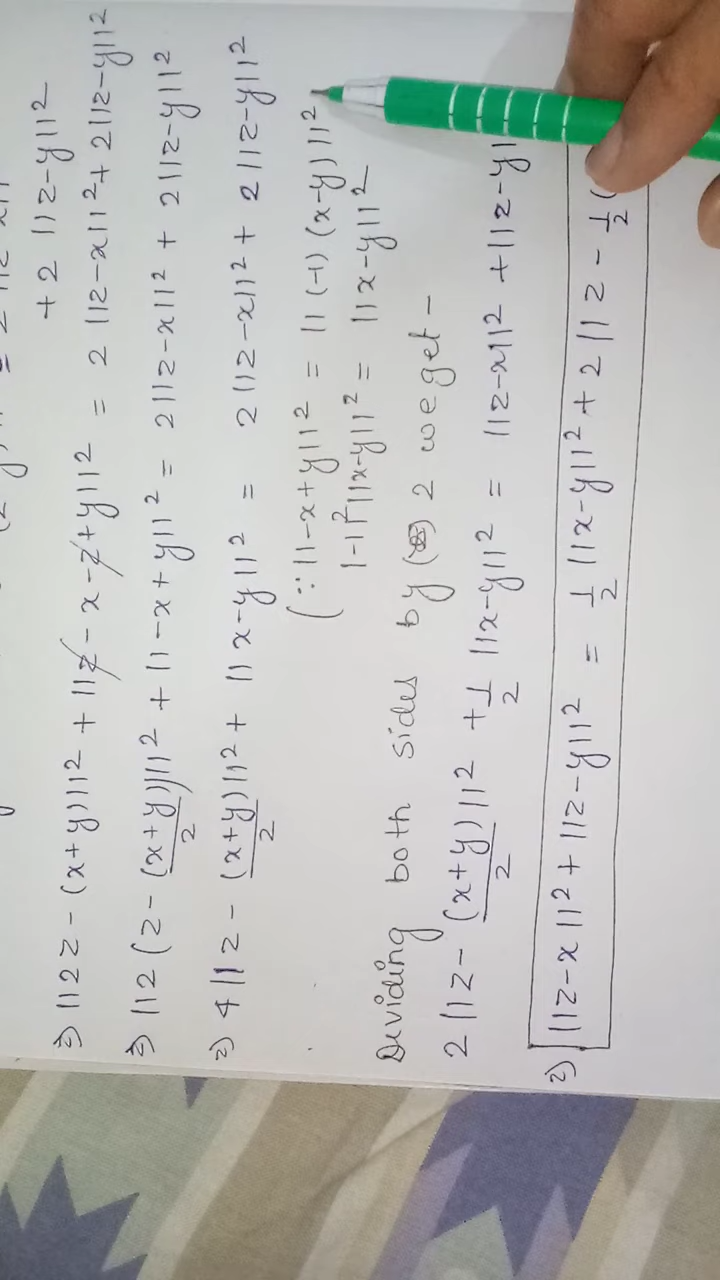 + 2 ||z-y||²
⇒ ||2z - (x+y)||² + ||z - x - z + y||² = 2||z-x||² + 2||z-y||²
⇒ ||2(z - (x+y)/2)||² + ||-x+y||² = 2||z-x||² + 2||z-y||²
⇒ 4||z - (x+y)/2||² + ||x-y||² = 2||z-x||² + 2||z-y||²
(∵ ||-x+y||² = ||(-1)(x-y)||²
|-1|² ||x-y||² = ||x-y||²
Dividing both sides by 2 we get -
2||z - (x+y)/2||² + 1/2 ||x-y||² = ||z-x||² + ||z-y|
⇒ ||z-x||² + ||z-y||² = 1/2 ||x-y||² + 2||z - 1/2 (